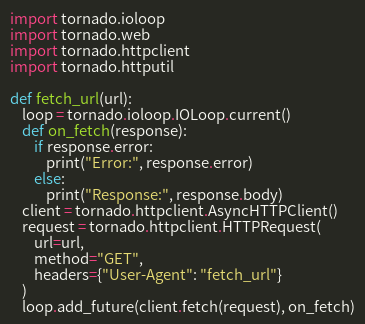 import tornado.ioloop
import tornado.web
import tornado.httpclient
import tornado.httputil

def fetch_url(url):
    loop = tornado.ioloop.IOLoop.current()
    def on_fetch(response):
        if response.error:
            print("Error:", response.error)
        else:
            print("Response:", response.body)
    client = tornado.httpclient.AsyncHTTPClient()
    request = tornado.httpclient.HTTPRequest(
        url=url,
        method="GET",
        headers={"User-Agent": "fetch_url"}
    )
    loop.add_future(client.fetch(request), on_fetch)